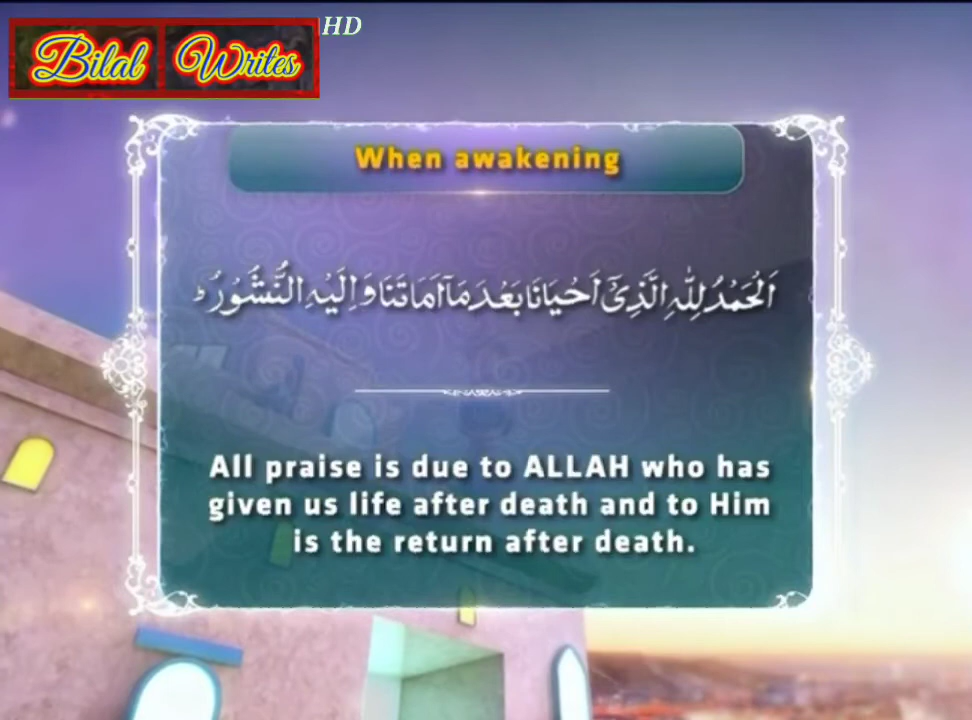 HD
Bilal Writes
When awakening
اَلْحَمْدُ لِلّٰہِ الَّذِیْۤ اَحْیَانَا بَعْدَ مَاۤ اَمَاتَنَا وَ اِلَیْہِ النُّشُوْرُ ؕ
All praise is due to ALLAH who has
given us life after death and to Him
is the return after death.